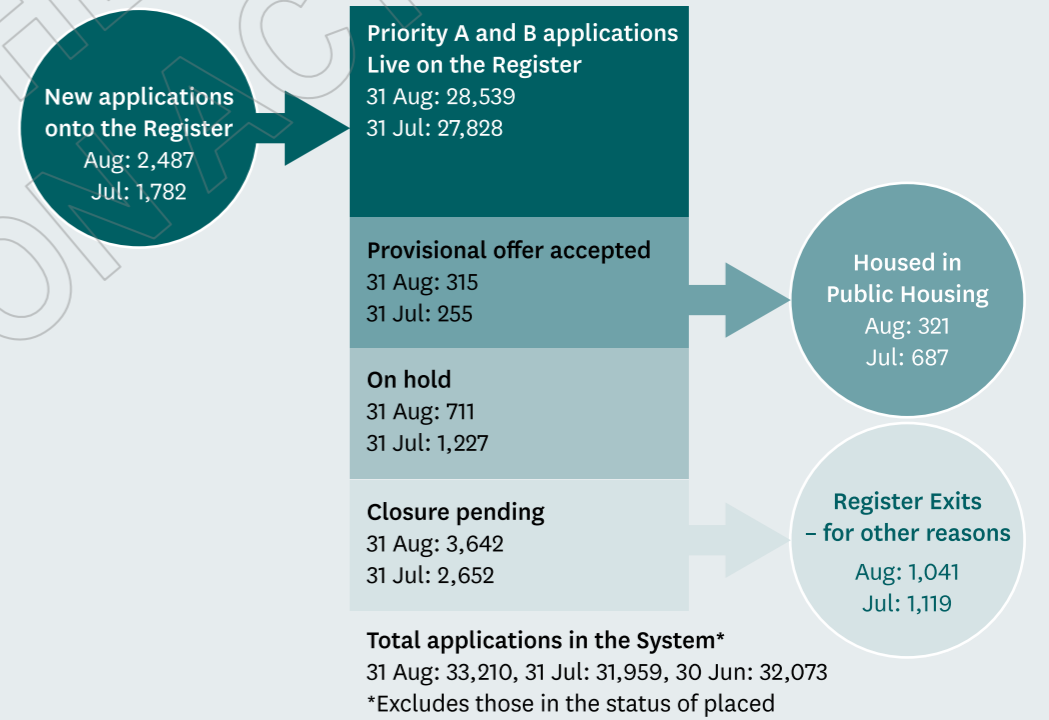 New applications
onto the Register
Aug: 2,487
Jul: 1,782
Priority A and B applications
Live on the Register
31 Aug: 28,539
31 Jul: 27,828
Provisional offer accepted
31 Aug: 315
31 Jul: 255
Housed in
Public Housing
Aug: 321
Jul: 687
On hold
31 Aug: 711
31 Jul: 1,227
Closure pending
31 Aug: 3,642
31 Jul: 2,652
Register Exits
– for other reasons
Aug: 1,041
Jul: 1,119
Total applications in the System*
31 Aug: 33,210, 31 Jul: 31,959, 30 Jun: 32,073
*Excludes those in the status of placed